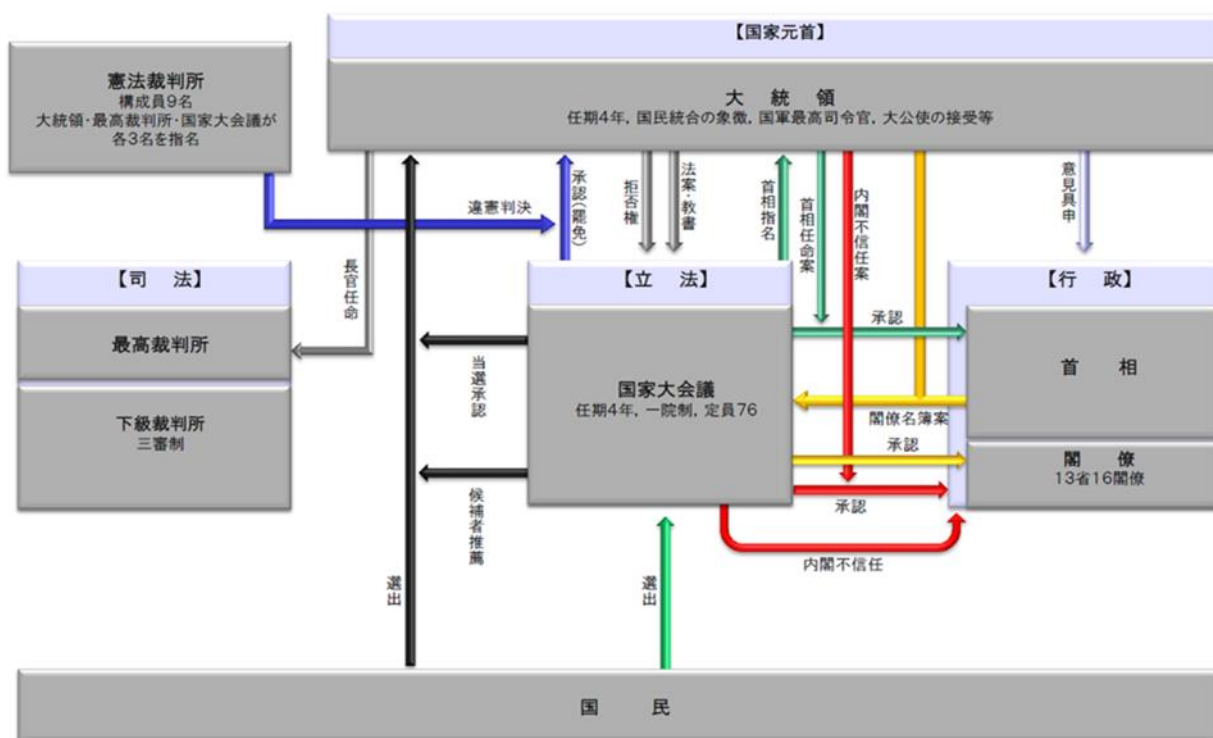 【国家元首】
大　統　領
任期4年，国民統合の象徴，国軍最高司令官，大公使の接受等
憲法裁判所
構成員9名
大統領・最高裁判所・国家大会議が
各3名を指名
違憲判決
承認（罷免）
拒否権
法案・教書
首相指名
首相任命案
内閣不信任案
意見具申
長官任命
【司　法】
最高裁判所
下級裁判所
三審制
【立　法】
国家大会議
任期4年，一院制，定員76
【行　政】
首　相
閣　僚
13省16閣僚
承認
閣僚名簿案
承認
承認
内閣不信任
当選承認
候補者推薦
選出
選出
国　民